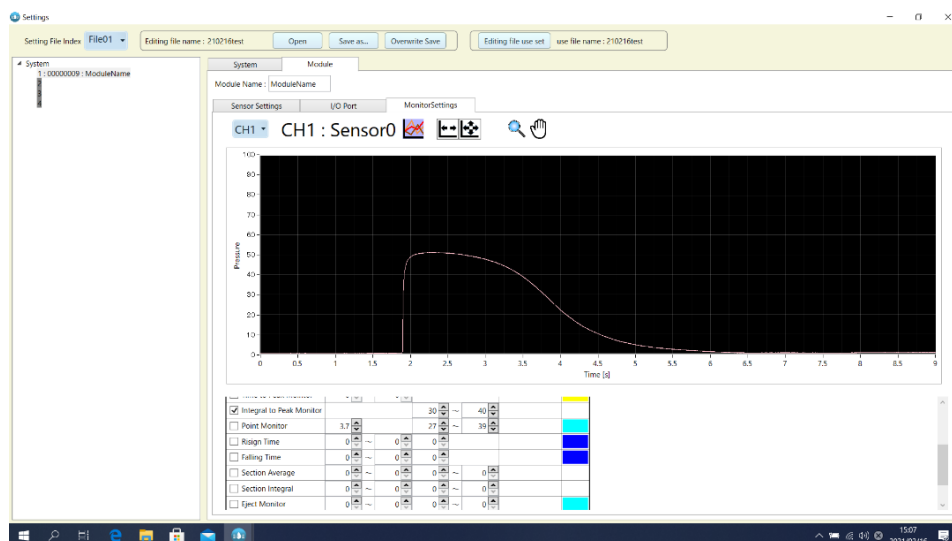 Settings
Setting File Index File01 Editing file name : 210216test Open Save as... Overwrite Save Editing file use set use file name : 210216test
System
1 : 00000009 : ModuleName
2
3
4
System Module
Module Name : ModuleName
Sensor Settings I/O Port MonitorSettings
CH1 CH1 : Sensor0
100
90
80
70
60
50
40
30
20
10
0
Pressure
0 0.5 1 1.5 2 2.5 3 3.5 4 4.5 5 5.5 6 6.5 7 7.5 8 8.5 9
Time [s]
Integral to Peak Monitor 30 ~ 40
Point Monitor 3.7 27 ~ 39
Risign Time 0 ~ 0 0
Falling Time 0 ~ 0 0
Section Average 0 ~ 0 0 ~ 0
Section Integral 0 ~ 0 0 ~ 0
Eject Monitor 0 ~ 0 0 ~ 0
15:07
2021/02/16